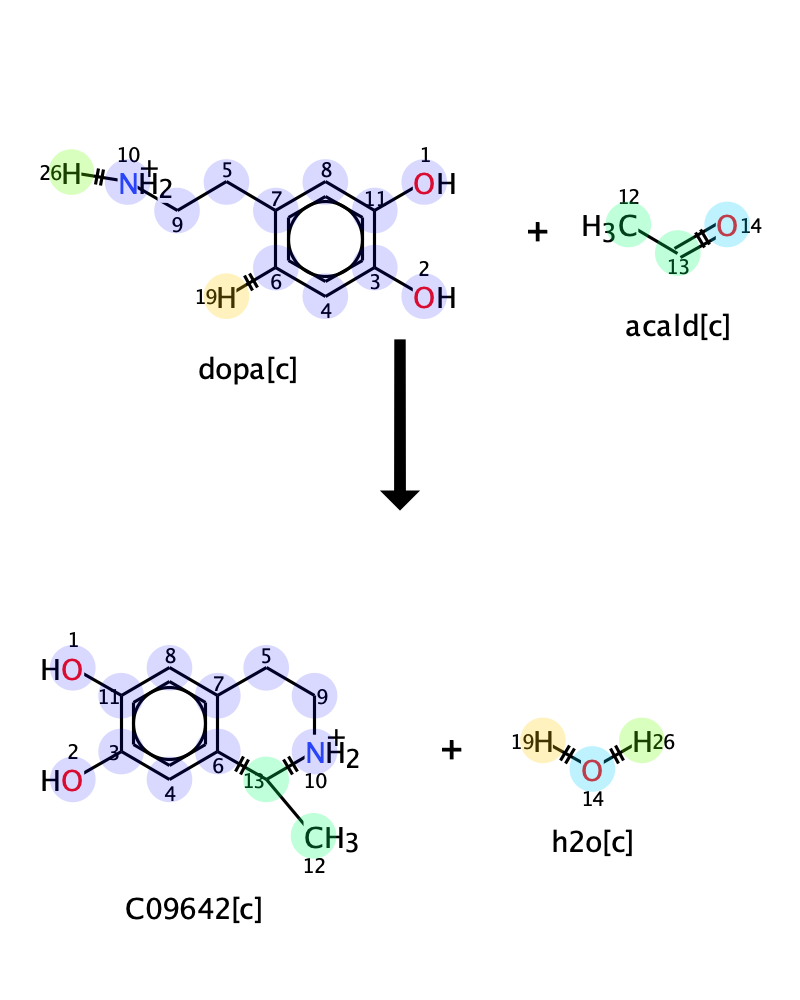 10 5 8 1
26H NH2+ OH
9 7 11
12
H3C O 14
+
13
2
19H 6 3 OH
4
acald[c]
dopa[c]
1 8 5
HO 11 7 9
2 3 6 13 NH2+ 10
HO 4
CH3
12
+
19H H26
O
14
h2o[c]
C09642[c]